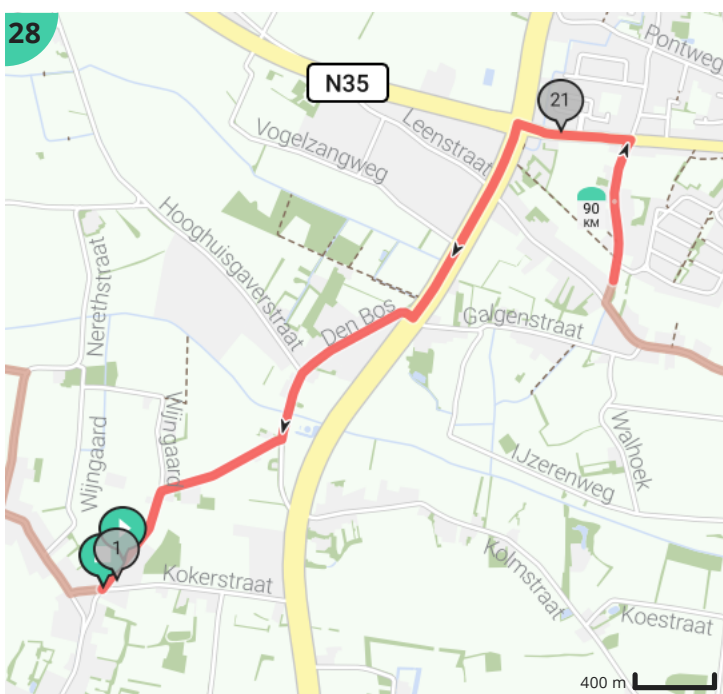 28
Pontweg
N35
21
Leenstraat
Vogelzangweg
90
KM
Hooghuisgaverstraat
Nerethstraat
Den Bos
Galgenstraat
Wijngaard
Wijngaard
Walhoek
IJzerenweg
1
Kokerstraat
Kolmstraat
Koestraat
400 m